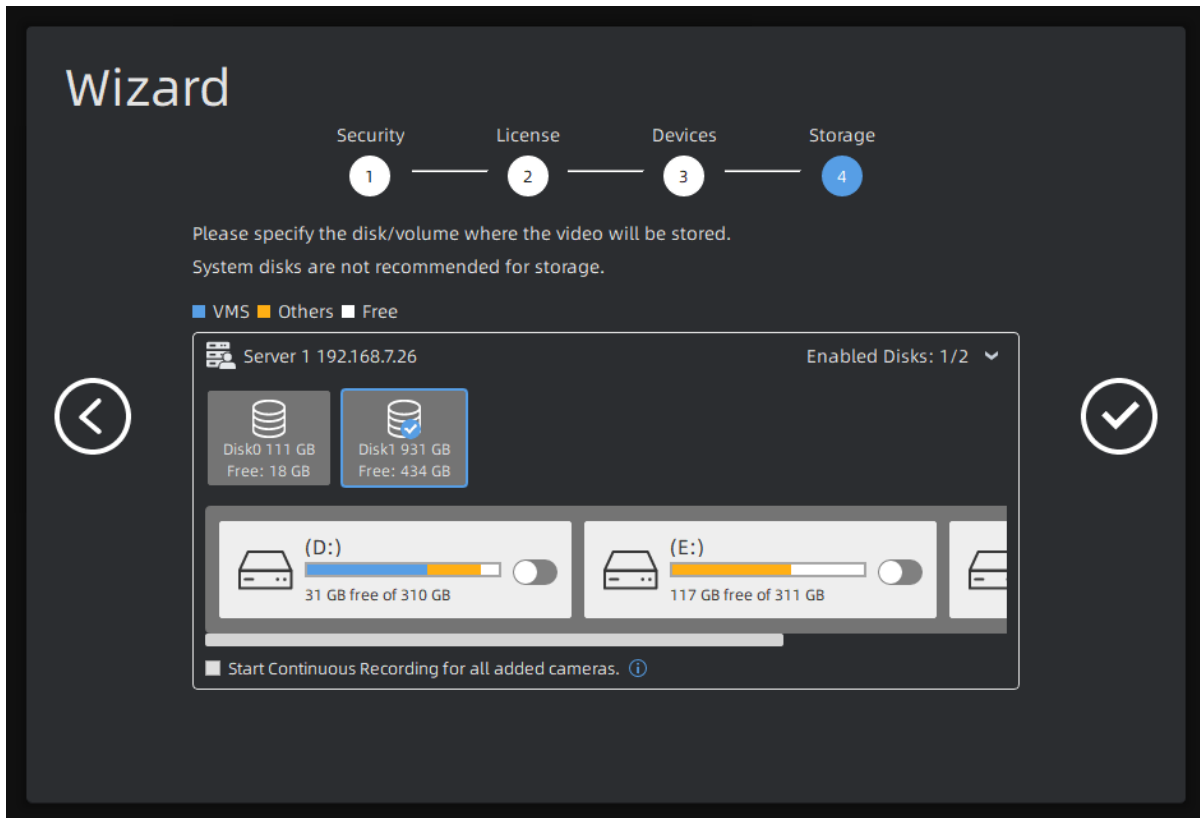 Wizard
Security License Devices Storage
1 2 3 4
Please specify the disk/volume where the video will be stored.
System disks are not recommended for storage.
VMS Others Free
Server 1 192.168.7.26 Enabled Disks: 1/2
Disk0 111 GB Disk1 931 GB
Free: 18 GB Free: 434 GB
(D:) (E:)
31 GB free of 310 GB 117 GB free of 311 GB
Start Continuous Recording for all added cameras.